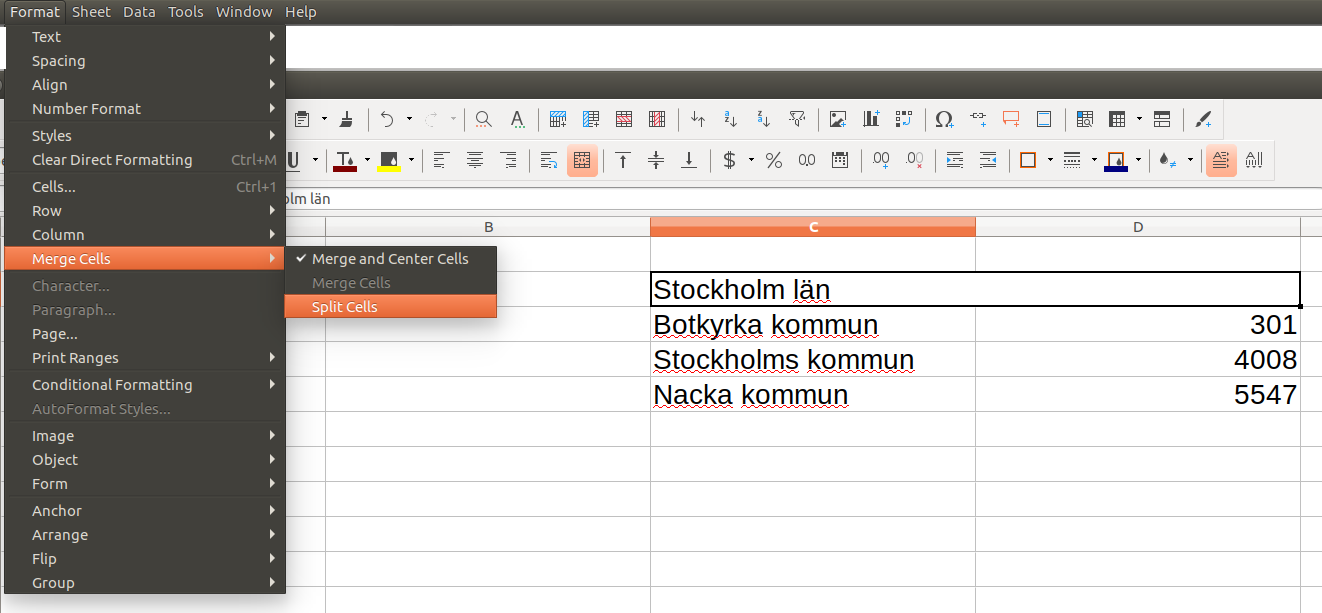 Format Sheet Data Tools Window Help
Text
Spacing
Align
Number Format
Styles
Clear Direct Formatting Ctrl+M
Cells... Ctrl+1
Row
Column
Merge Cells
Character...
Paragraph...
Page...
Print Ranges
Conditional Formatting
AutoFormat Styles...
Image
Object
Form
Anchor
Arrange
Flip
Group
Merge and Center Cells
Merge Cells
Split Cells
olm län
B C D
Stockholm län
Botkyrka kommun 301
Stockholms kommun 4008
Nacka kommun 5547